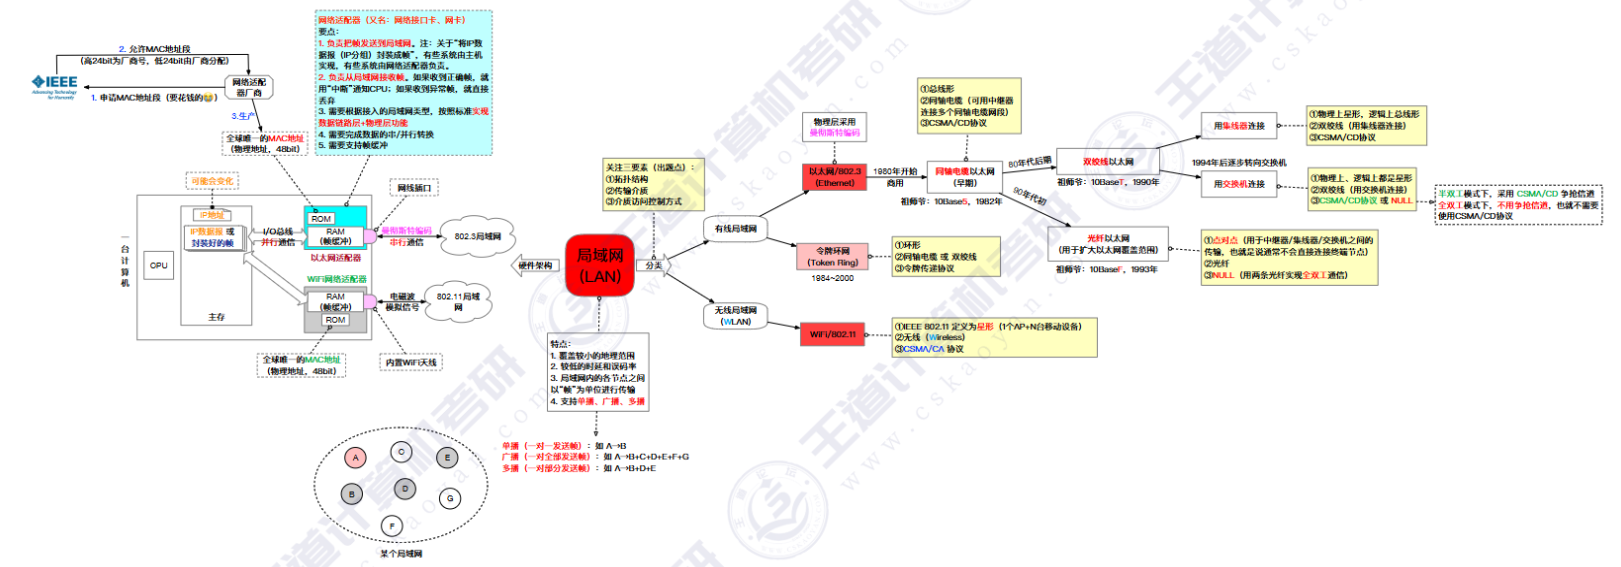 网络适配器（又名：网络接口卡、网卡）
要点：
1. 负责把帧发送到局域网。注：关于“将IP数
据报（IP分组）封装成帧”，有些系统由主机
实现，有些系统由网络适配器负责。
2. 负责从局域网接收帧。如果收到正确帧，就
用“中断”通知CPU；如果收到异常帧，就直接
丢弃
3. 需要根据接入的局域网类型，按照标准实现
数据链路层+物理层功能
4. 需要完成数据的串/并行转换
5. 需要支持帧缓冲
2. 允许MAC地址段
（高24bit为厂商号，低24bit由厂商分配）
IEEE
Advancing Technology
for Humanity
网络适配
器厂商
1. 申请MAC地址段（要花钱的😭）
3.生产
全球唯一的MAC地址
（物理地址，48bit）
可能会变化
网线插口
一台计算机
CPU
IP地址
IP数据报 或
封装好的帧
主存
I/O总线
并行通信
ROM
RAM
（帧缓冲）
以太网适配器
曼彻斯特编码
串行通信
802.3局域网
WiFi网络适配器
RAM
（帧缓冲）
ROM
电磁波
模拟信号
802.11局域
网
全球唯一的MAC地址
（物理地址，48bit）
内置WiFi天线
硬件架构
局域网
(LAN)
分类
关注三要素（出题点）：
①拓扑结构
②传输介质
③介质访问控制方式
特点：
1. 覆盖较小的地理范围
2. 较低的时延和误码率
3. 局域网内的各节点之间
以“帧”为单位进行传输
4. 支持单播、广播、多播
单播（一对一发送帧）：如 A→B
广播（一对全部发送帧）：如 A→B+C+D+E+F+G
多播（一对部分发送帧）：如 A→B+D+E
A
C
E
B
D
G
F
某个局域网
有线局域网
无线局域网
（WLAN）
物理层采用
曼彻斯特编码
以太网/802.3
(Ethernet)
1980年开始
商用
①总线形
②同轴电缆（可用中继器
连接多个同轴电缆网段）
③CSMA/CD协议
同轴电缆以太网
（早期）
祖师爷：10Base5，1982年
80年代后期
双绞线以太网
祖师爷：10BaseT，1990年
90年代初
光纤以太网
（用于扩大以太网覆盖范围）
祖师爷：10BaseF，1993年
用集线器连接
①物理上星形，逻辑上总线形
②双绞线（用集线器连接）
③CSMA/CD协议
1994年后逐步转向交换机
用交换机连接
①物理上、逻辑上都是星形
②双绞线（用交换机连接）
③CSMA/CD协议 或 NULL
半双工模式下，采用 CSMA/CD 争抢信道
全双工模式下，不用争抢信道，也就不需要
使用CSMA/CD协议
①点对点（用于中继器/集线器/交换机之间的
传输，也就是说通常不会直接连接终端节点）
②光纤
③NULL（用两条光纤实现全双工通信）
令牌环网
（Token Ring）
1984~2000
①环形
②同轴电缆 或 双绞线
③令牌传递协议
WiFi/802.11
①IEEE 802.11 定义为星形（1个AP+N台移动设备）
②无线（Wireless）
③CSMA/CA 协议
王道计算机考研
www.cskaoyan.com